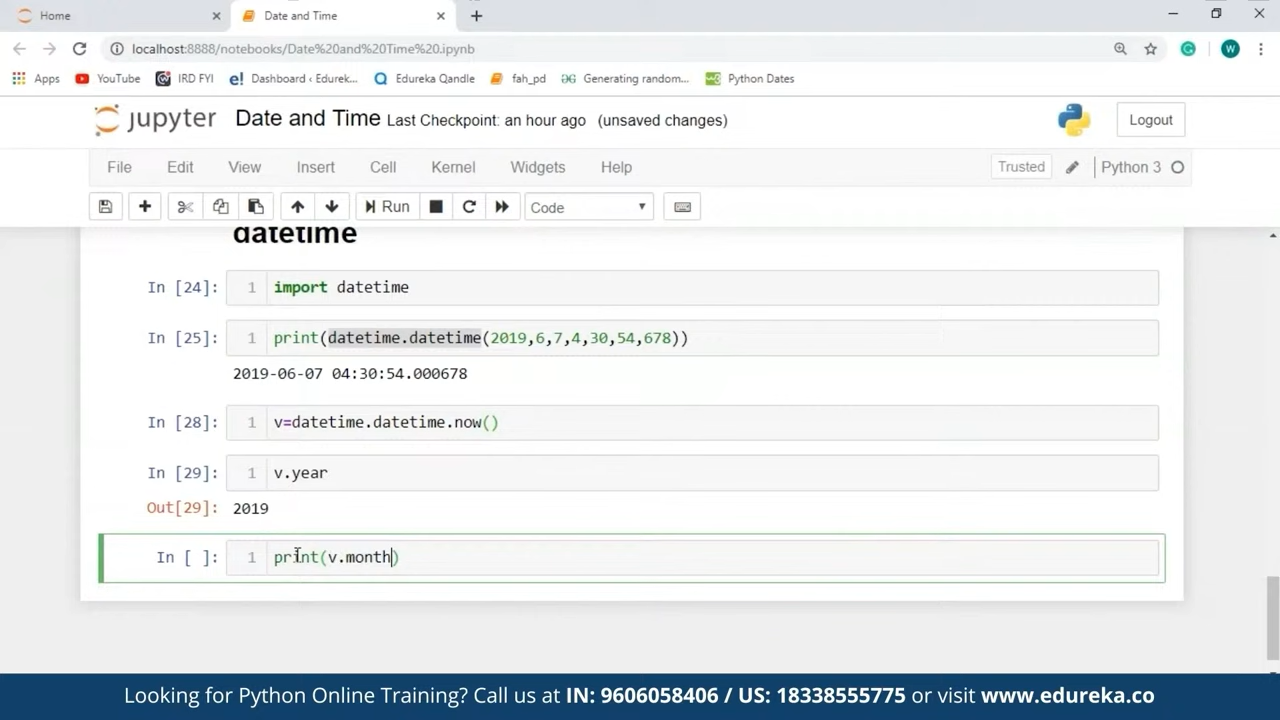 Home
Date and Time
localhost:8888/notebooks/Date%20and%20Time%20.ipynb
Apps YouTube IRD FYI Dashboard ‹ Edurek... Edureka Qandle fah_pd Generating random... Python Dates
jupyter Date and Time Last Checkpoint: an hour ago (unsaved changes) Logout
File Edit View Insert Cell Kernel Widgets Help Trusted Python 3
Run Code
datetime
In [24]: 1 import datetime
In [25]: 1 print(datetime.datetime(2019,6,7,4,30,54,678))
2019-06-07 04:30:54.000678
In [28]: 1 v=datetime.datetime.now()
In [29]: 1 v.year
Out[29]: 2019
In [ ]: 1 print(v.month)
Looking for Python Online Training? Call us at IN: 9606058406 / US: 18338555775 or visit www.edureka.co